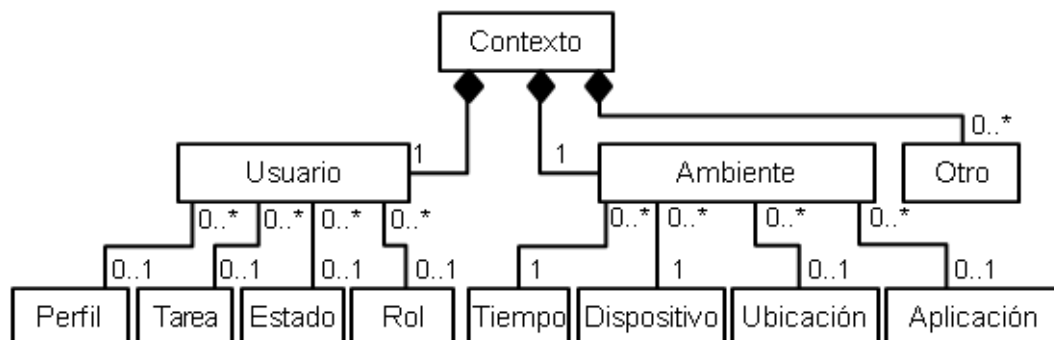 Contexto
0..*
1
1
Usuario
Ambiente
Otro
0..* 0..* 0..* 0..*
0..* 0..* 0..* 0..*
0..1 0..1 0..1 0..1
1 1 0..1 0..1
Perfil
Tarea
Estado
Rol
Tiempo
Dispositivo
Ubicación
Aplicación